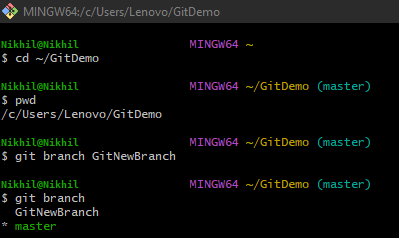 MINGW64:/c/Users/Lenovo/GitDemo
Nikhil@Nikhil MINGW64 ~
$ cd ~/GitDemo
Nikhil@Nikhil MINGW64 ~/GitDemo (master)
$ pwd
/c/Users/Lenovo/GitDemo
Nikhil@Nikhil MINGW64 ~/GitDemo (master)
$ git branch GitNewBranch
Nikhil@Nikhil MINGW64 ~/GitDemo (master)
$ git branch
GitNewBranch
* master